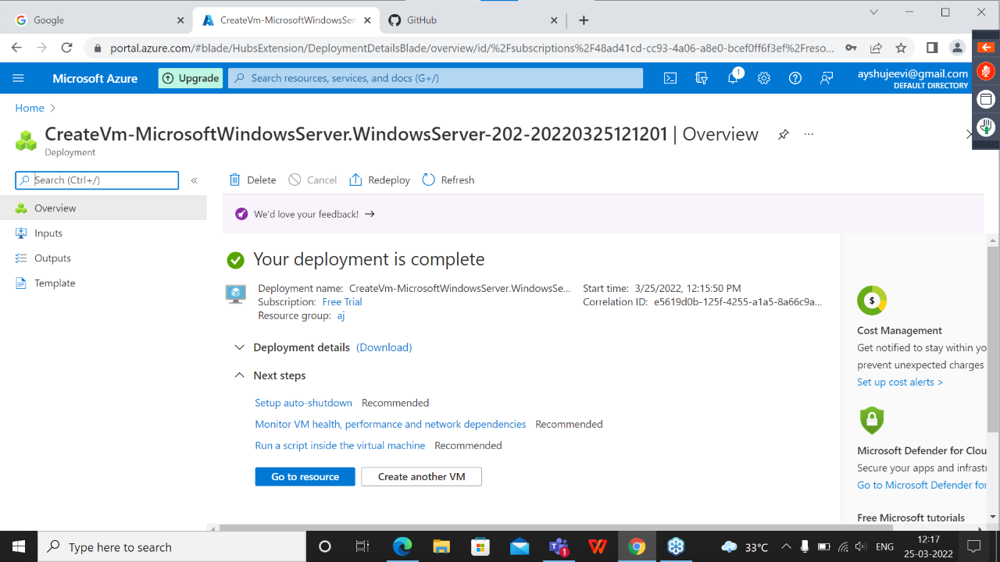 Google
CreateVm-MicrosoftWindowsSer
GitHub
portal.azure.com/#blade/HubsExtension/DeploymentDetailsBlade/overview/id/%2Fsubscriptions%2F48ad41cd-cc93-4a06-a8e0-bcef0ff6f3ef%2Freso...
Microsoft Azure
Upgrade
Search resources, services, and docs (G+/)
1
ayshujeevi@gmail.com
DEFAULT DIRECTORY
Home
CreateVm-MicrosoftWindowsServer.WindowsServer-202-20220325121201 | Overview
...
Deployment
Search (Ctrl+/)
«
Delete
Cancel
Redeploy
Refresh
Overview
Inputs
Outputs
Template
We'd love your feedback! →
Your deployment is complete
Deployment name: CreateVm-MicrosoftWindowsServer.WindowsSe...
Subscription: Free Trial
Resource group: aj
Start time: 3/25/2022, 12:15:50 PM
Correlation ID: e5619d0b-125f-4255-a1a5-8a66c9a...
Deployment details (Download)
Next steps
Setup auto-shutdown Recommended
Monitor VM health, performance and network dependencies Recommended
Run a script inside the virtual machine Recommended
Go to resource
Create another VM
$
Cost Management
Get notified to stay within yo
prevent unexpected charges
Set up cost alerts >
Microsoft Defender for Clou
Secure your apps and infrastr
Go to Microsoft Defender for
Free Microsoft tutorials
Type here to search
1
33°C
ENG
12:17
25-03-2022